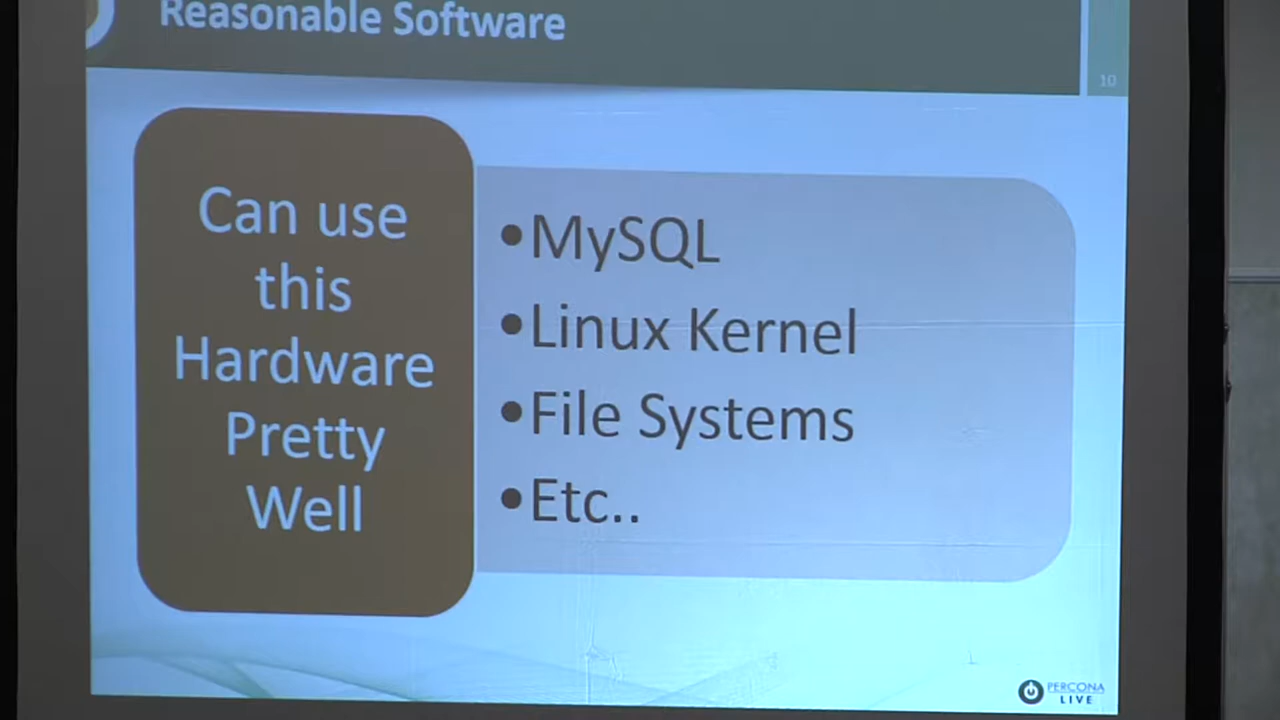 Reasonable Software
10
Can use
this
Hardware
Pretty
Well
•MySQL
•Linux Kernel
•File Systems
•Etc..
PERCONA
LIVE